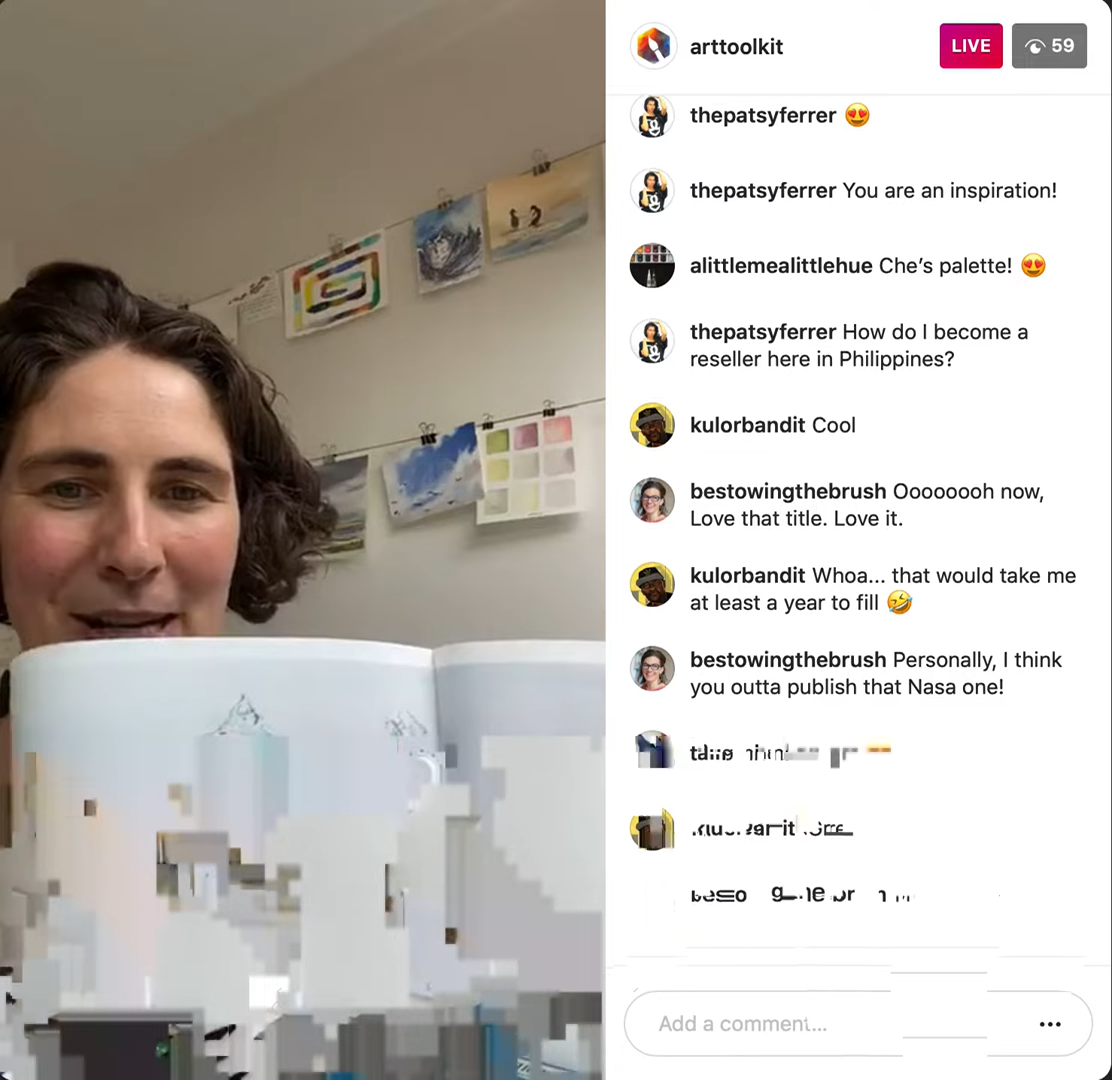 arttoolkit
LIVE
59
thepatsyferrer 😍
thepatsyferrer You are an inspiration!
alittlemealittlehue Che’s palette! 😍
thepatsyferrer How do I become a
reseller here in Philippines?
kulorbandit Cool
bestowingthebrush Oooooooh now,
Love that title. Love it.
kulorbandit Whoa... that would take me
at least a year to fill 🤣
bestowingthebrush Personally, I think
you outta publish that Nasa one!
Add a comment...